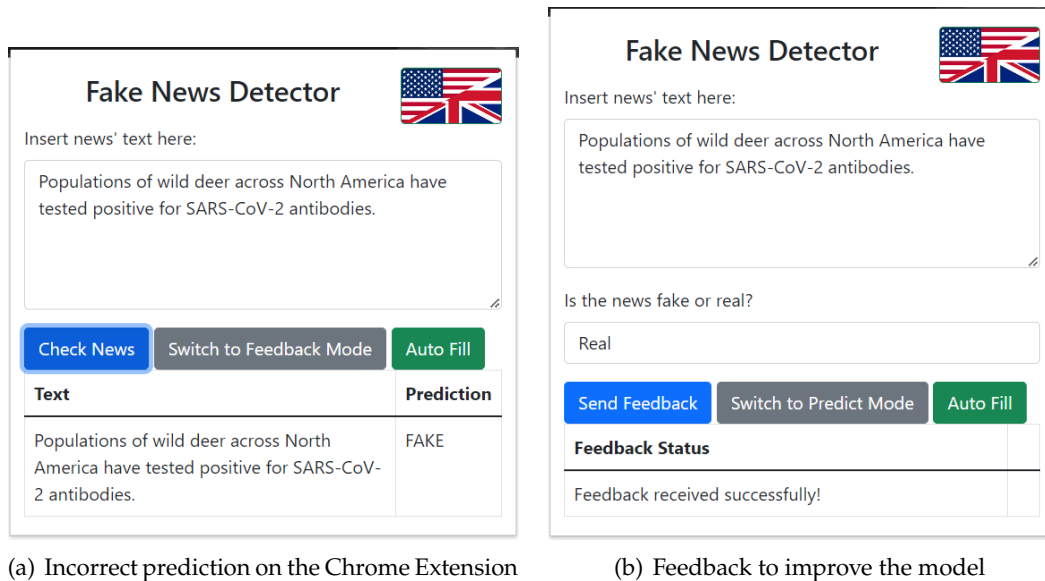 Fake News Detector
Insert news' text here:
Populations of wild deer across North America have
tested positive for SARS-CoV-2 antibodies.
Check News Switch to Feedback Mode Auto Fill
Text Prediction
Populations of wild deer across North FAKE
America have tested positive for SARS-CoV-
2 antibodies.
(a) Incorrect prediction on the Chrome Extension
Fake News Detector
Insert news' text here:
Populations of wild deer across North America have
tested positive for SARS-CoV-2 antibodies.
Is the news fake or real?
Real
Send Feedback Switch to Predict Mode Auto Fill
Feedback Status
Feedback received successfully!
(b) Feedback to improve the model